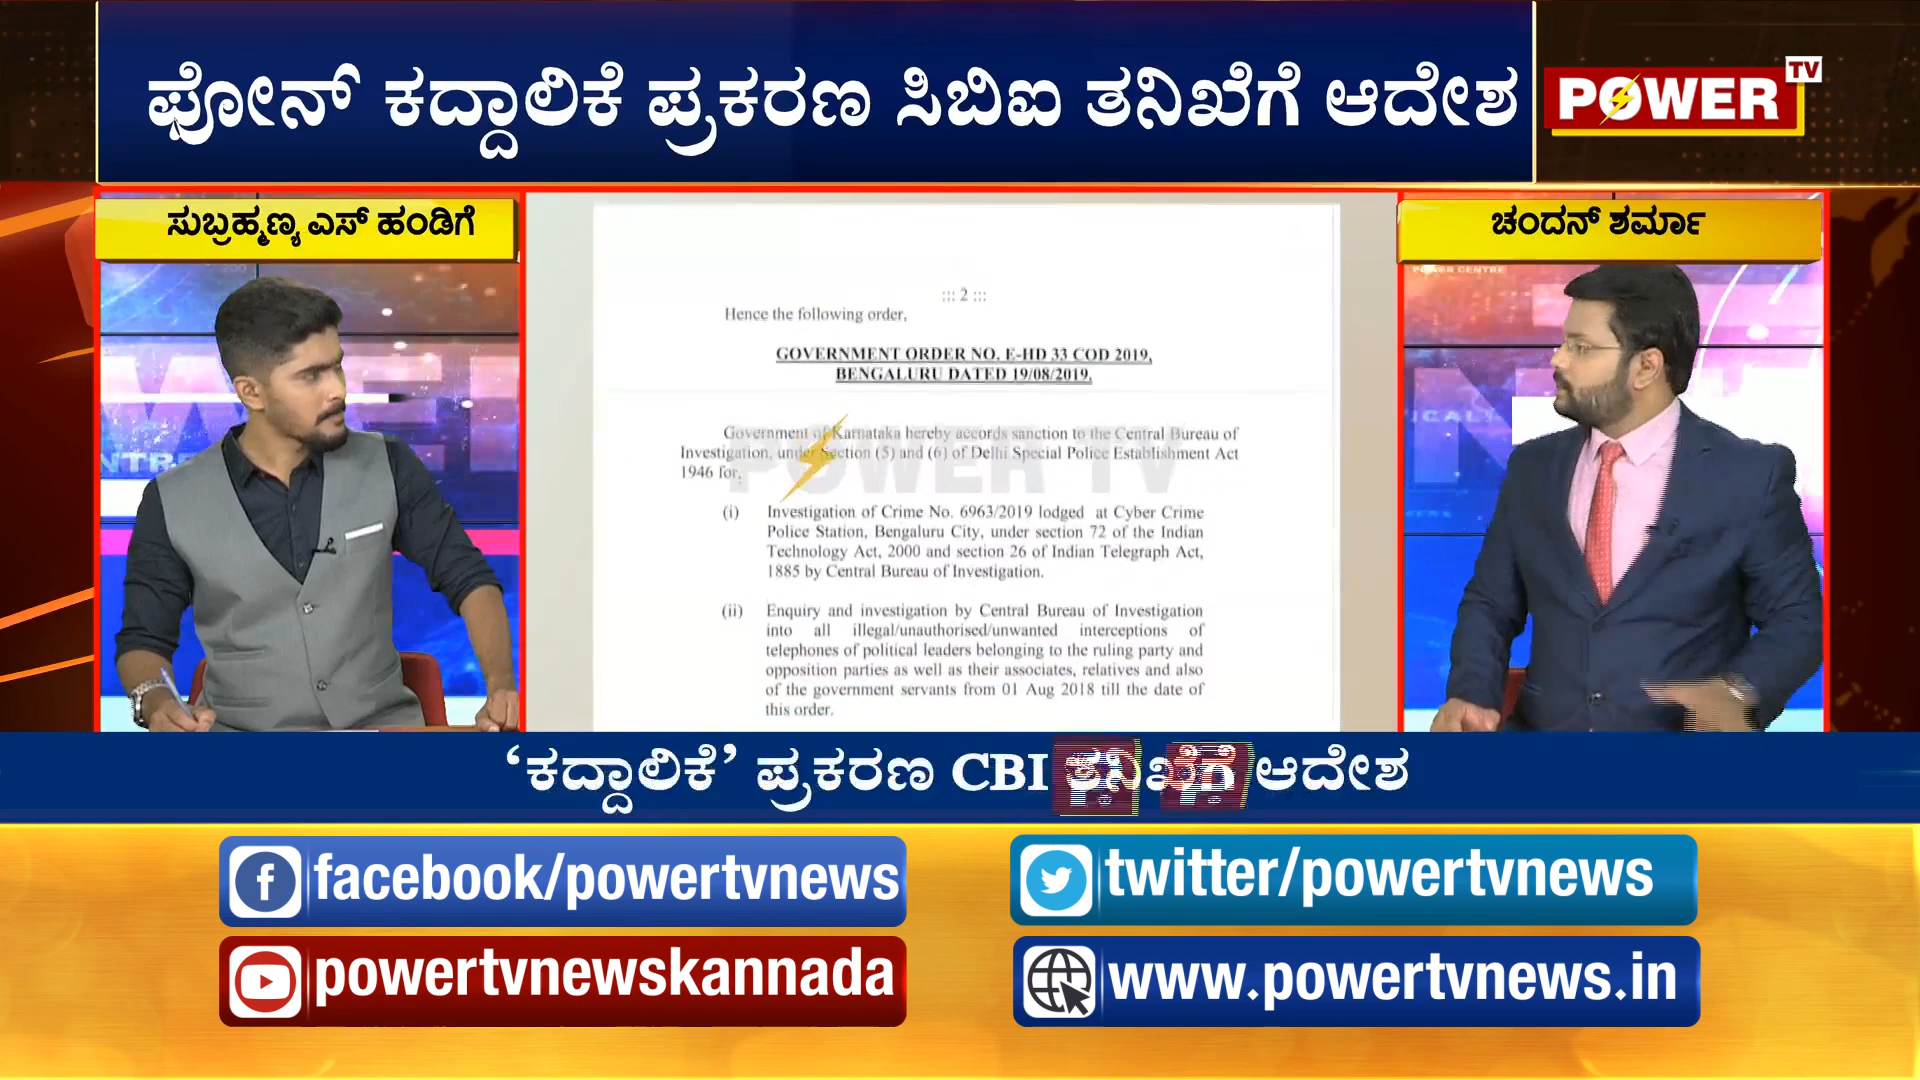 ಫೋನ್ ಕದ್ದಾಲಿಕೆ ಪ್ರಕರಣ ಸಿಬಿಐ ತನಿಖೆಗೆ ಆದೇಶ
POWER TV
ಸುಬ್ರಹ್ಮಣ್ಯ ಎಸ್ ಹಂಡಿಗೆ
ಚಂದನ್ ಶರ್ಮಾ
POWER CENTRE
::: 2 :::
Hence the following order,
GOVERNMENT ORDER NO. E-HD 33 COD 2019,
BENGALURU DATED 19/08/2019.
Government of Karnataka hereby accords sanction to the Central Bureau of
Investigation, under Section (5) and (6) of Delhi Special Police Establishment Act
1946 for,
POWER TV
(i) Investigation of Crime No. 6963/2019 lodged at Cyber Crime
Police Station, Bengaluru City, under section 72 of the Indian
Technology Act, 2000 and section 26 of Indian Telegraph Act,
1885 by Central Bureau of Investigation.
(ii) Enquiry and investigation by Central Bureau of Investigation
into all illegal/unauthorised/unwanted interceptions of
telephones of political leaders belonging to the ruling party and
opposition parties as well as their associates, relatives and also
of the government servants from 01 Aug 2018 till the date of
this order.
‘ಕದ್ದಾಲಿಕೆ’ ಪ್ರಕರಣ CBI ತನಿಖೆಗೆ ಆದೇಶ
facebook/powertvnews
twitter/powertvnews
powertvnewskannada
www.powertvnews.in